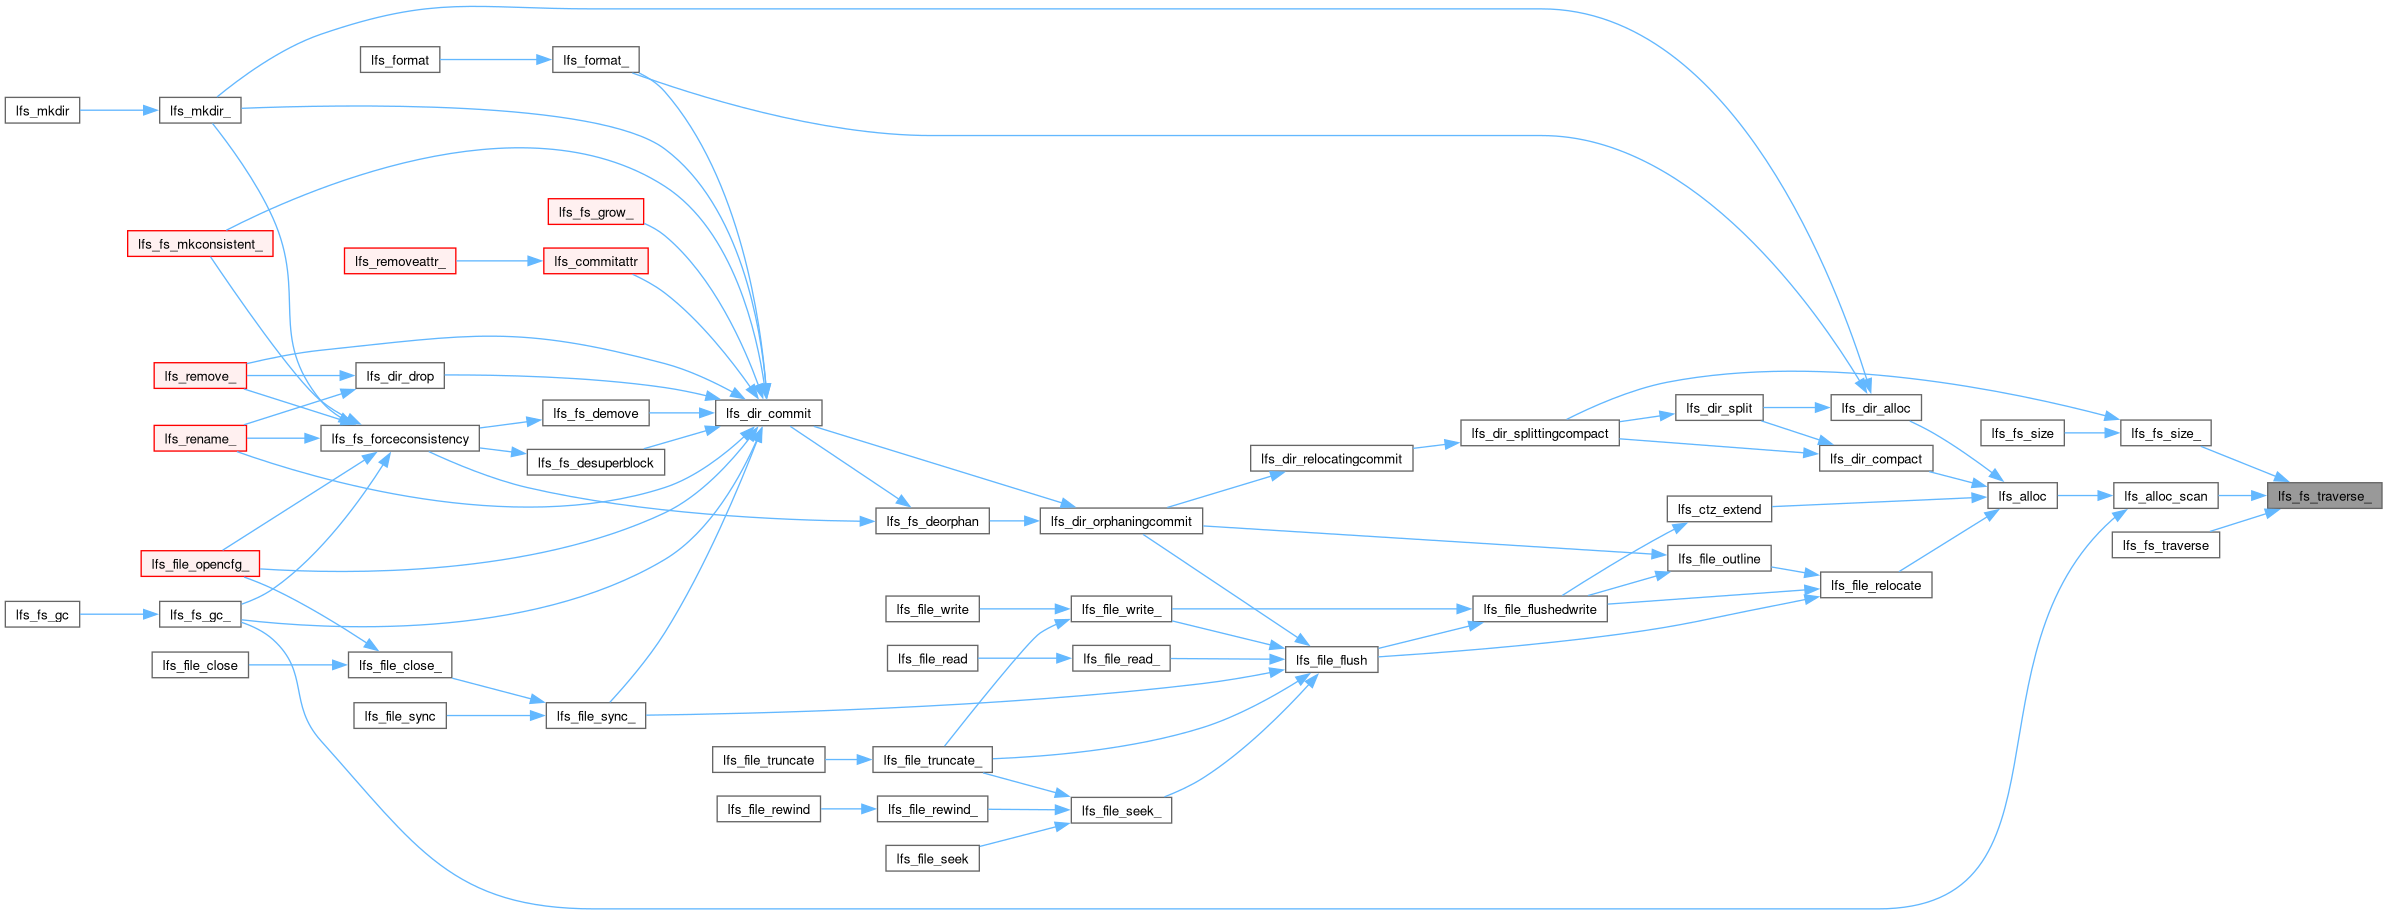 lfs_format
lfs_format_
lfs_mkdir
lfs_mkdir_
lfs_fs_grow_
lfs_fs_mkconsistent_
lfs_removeattr_
lfs_commitattr
lfs_remove_
lfs_dir_drop
lfs_fs_demove
lfs_dir_commit
lfs_dir_split
lfs_dir_alloc
lfs_rename_
lfs_fs_forceconsistency
lfs_dir_splittingcompact
lfs_fs_size
lfs_fs_size_
lfs_fs_desuperblock
lfs_dir_relocatingcommit
lfs_dir_compact
lfs_alloc
lfs_alloc_scan
lfs_fs_traverse_
lfs_ctz_extend
lfs_fs_deorphan
lfs_dir_orphaningcommit
lfs_fs_traverse
lfs_file_opencfg_
lfs_file_outline
lfs_file_relocate
lfs_fs_gc
lfs_fs_gc_
lfs_file_write
lfs_file_write_
lfs_file_flushedwrite
lfs_file_close
lfs_file_close_
lfs_file_read
lfs_file_read_
lfs_file_flush
lfs_file_sync
lfs_file_sync_
lfs_file_truncate
lfs_file_truncate_
lfs_file_rewind
lfs_file_rewind_
lfs_file_seek_
lfs_file_seek